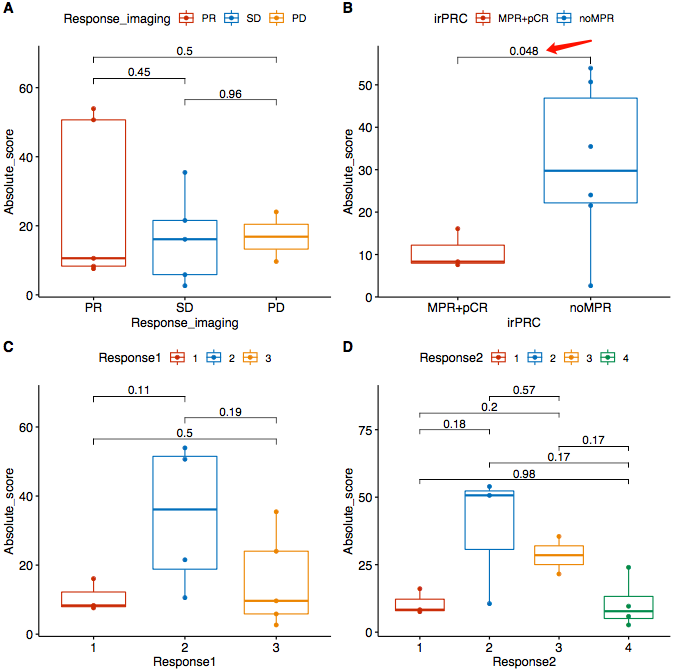 A
Response_imaging PR SD PD
0.5
0.45
0.96
60
40
20
0
Absolute_score
PR SD PD
Response_imaging
B
irPRC MPR+pCR noMPR
0.048
50
40
30
20
10
0
Absolute_score
MPR+pCR noMPR
irPRC
C
Response1 1 2 3
0.11
0.19
0.5
60
40
20
0
Absolute_score
1 2 3
Response1
D
Response2 1 2 3 4
0.57
0.2
0.18
0.17
0.17
0.98
75
50
25
0
Absolute_score
1 2 3 4
Response2